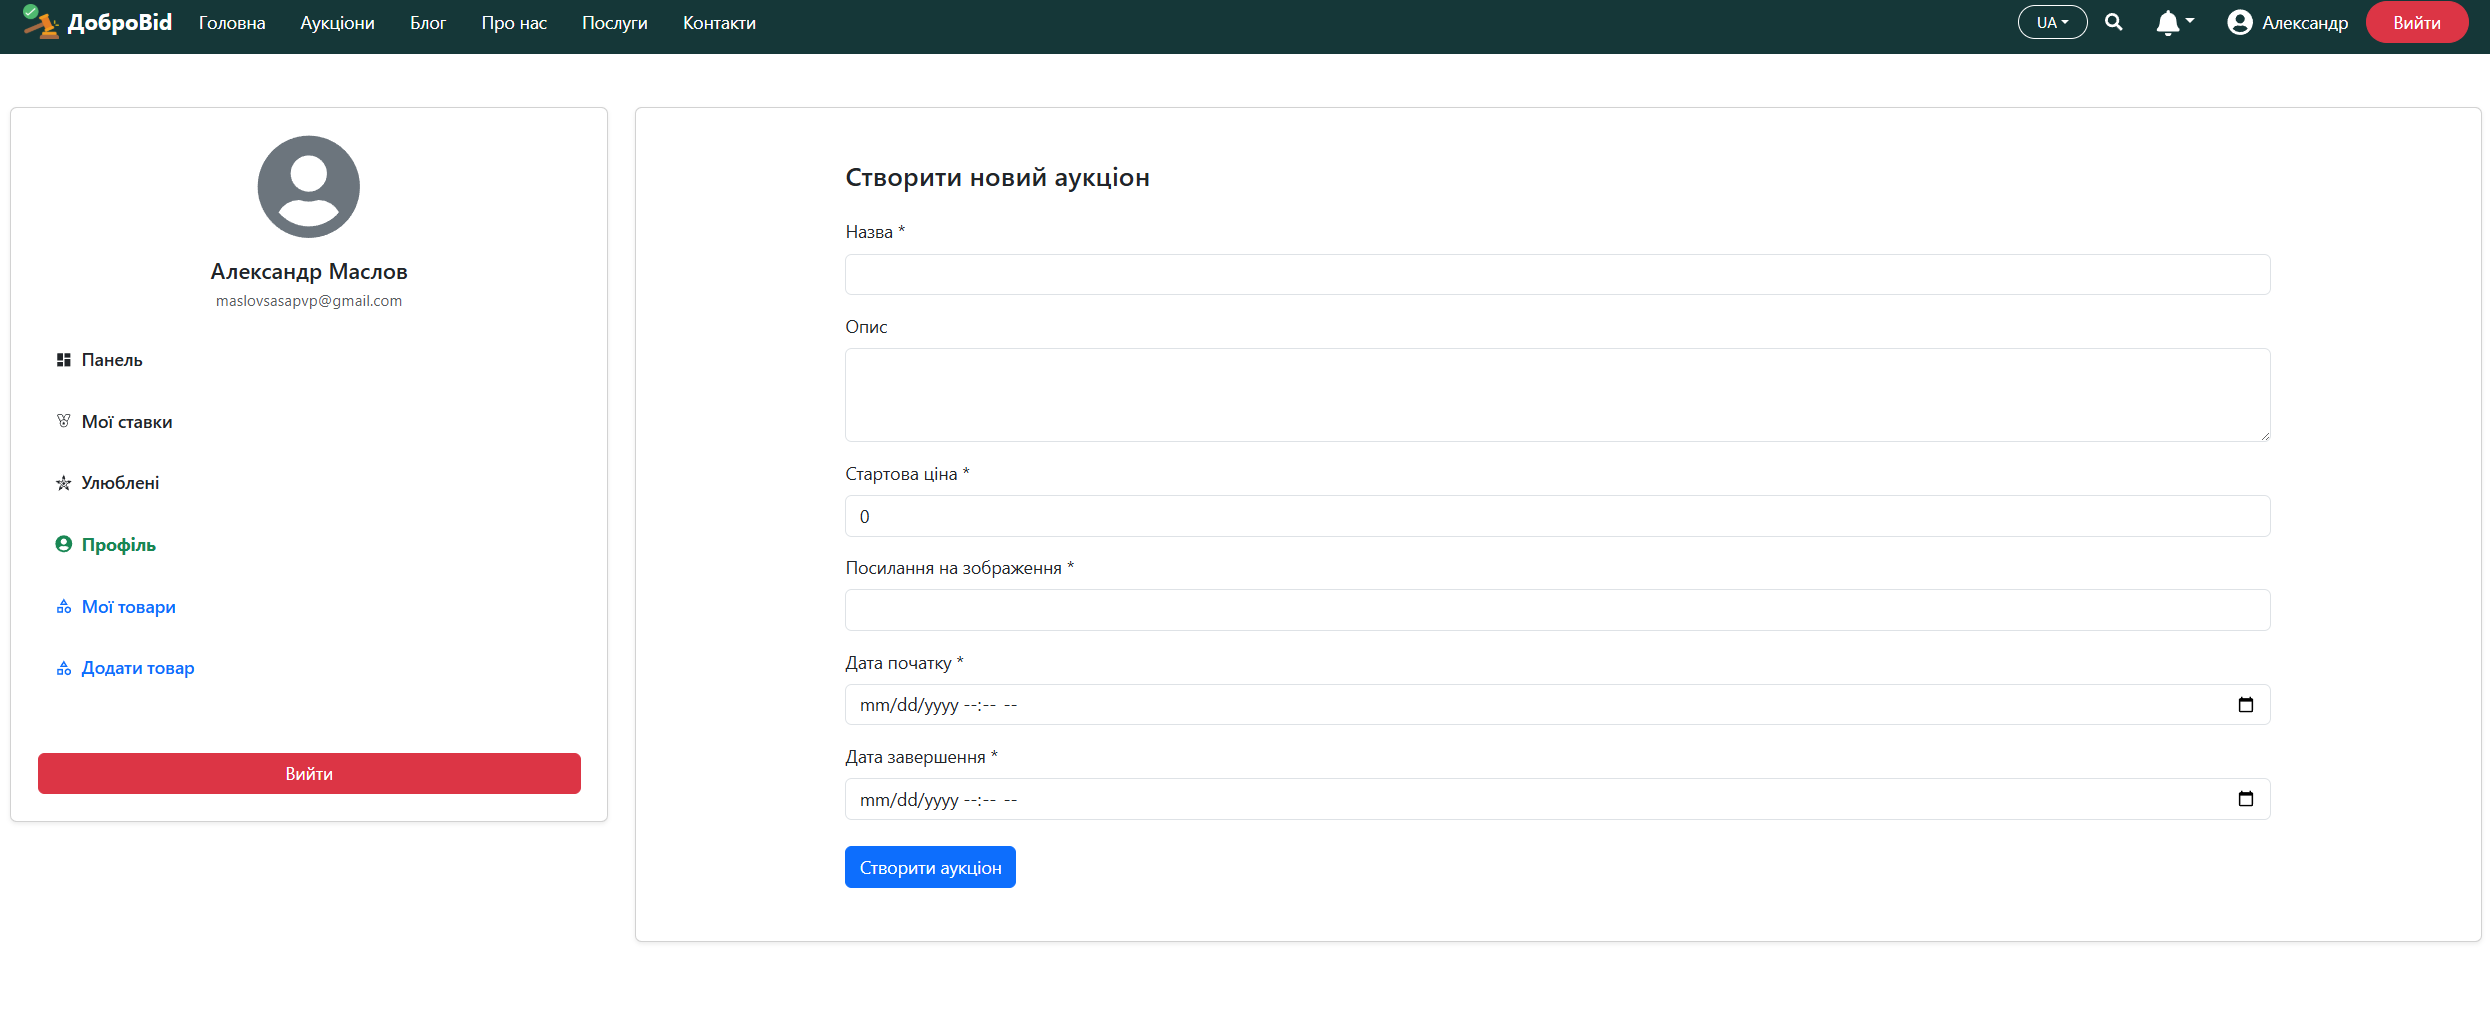 ДоброBid Головна Аукціони Блог Про нас Послуги Контакти UA Александр Вийти
Александр Маслов
maslovsasapvp@gmail.com
Панель
Мої ставки
Улюблені
Профіль
Мої товари
Додати товар
Вийти
Створити новий аукціон
Назва *
Опис
Стартова ціна *
0
Посилання на зображення *
Дата початку *
mm/dd/yyyy --:-- --
Дата завершення *
mm/dd/yyyy --:-- --
Створити аукціон